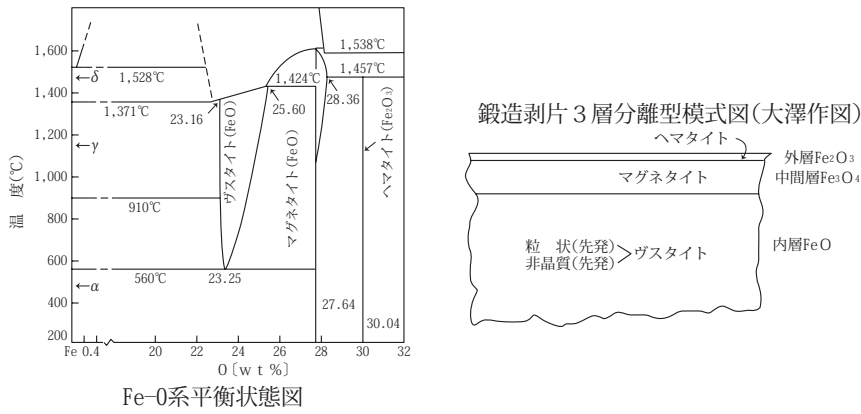 1,600
1,400
1,200
1,000
800
600
400
200
温　度(℃)
←δ
←γ
←α
1,528℃
1,371℃
910℃
560℃
1,538℃
1,457℃
1,424℃
23.16
25.60
28.36
23.25
27.64
30.04
ヴスタイト(FeO)
マグネタイト(FeO)
ヘマタイト(Fe₂O₃)
Fe 0.4 20 22 24 26 28 30 32
O〔wt%〕
Fe-O系平衡状態図
鍛造剥片３層分離型模式図(大澤作図)
ヘマタイト
外層Fe₂O₃
マグネタイト
中間層Fe₃O₄
粒　状(先発)
非晶質(先発)
ヴスタイト
内層FeO